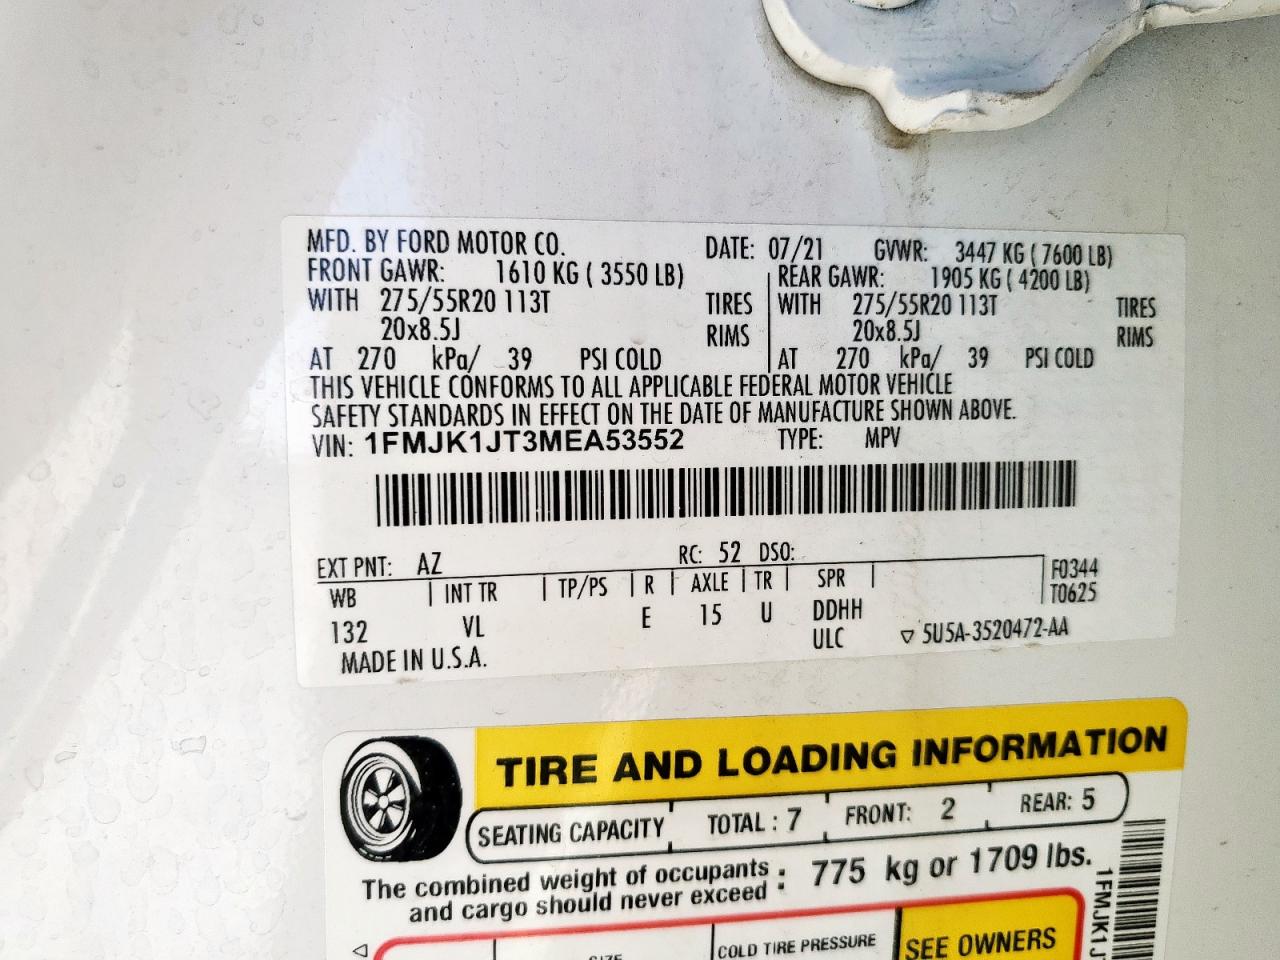 MFD. BY FORD MOTOR CO. DATE: 07/21 GVWR: 3447 KG ( 7600 LB)
FRONT GAWR: 1610 KG ( 3550 LB) REAR GAWR: 1905 KG ( 4200 LB)
WITH 275/55R20 113T TIRES WITH 275/55R20 113T TIRES
20x8.5J RIMS 20x8.5J RIMS
AT 270 kPa/ 39 PSI COLD AT 270 kPa/ 39 PSI COLD
THIS VEHICLE CONFORMS TO ALL APPLICABLE FEDERAL MOTOR VEHICLE
SAFETY STANDARDS IN EFFECT ON THE DATE OF MANUFACTURE SHOWN ABOVE.
VIN: 1FMJK1JT3MEA53552 TYPE: MPV
EXT PNT: AZ RC: 52 DSO:
WB INT TR TP/PS R AXLE TR SPR F0344
T0625
132 VL E 15 U DDHH
ULC ▽ 5U5A-3520472-AA
MADE IN U.S.A.
TIRE AND LOADING INFORMATION
SEATING CAPACITY TOTAL : 7 FRONT: 2 REAR: 5
The combined weight of occupants and cargo should never exceed : 775 kg or 1709 lbs.
COLD TIRE PRESSURE SEE OWNERS
1FMJK1J